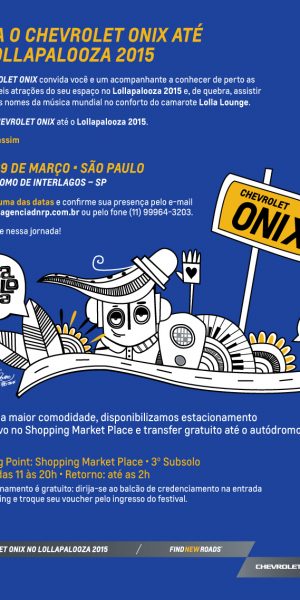 A O CHEVROLET ONIX ATÉ
OLLAPALOOZA 2015
OLET ONIX convida você e um acompanhante a conhecer de perto as
eis atrações do seu espaço no Lollapalooza 2015 e, de quebra, assistir
s nomes da música mundial no conforto do camarote Lolla Lounge.
HEVROLET ONIX até o Lollapalooza 2015.
assim
9 DE MARÇO • SÃO PAULO
OMO DE INTERLAGOS – SP
uma das datas e confirme sua presença pelo e-mail
agenciadnrp.com.br ou pelo fone (11) 99964-3203.
e nessa jornada!
CHEVROLET
ONIX
a maior comodidade, disponibilizamos estacionamento
vo no Shopping Market Place e transfer gratuito até o autódromo
g Point: Shopping Market Place • 3º Subsolo
das 11 às 20h • Retorno: até as 2h
namento é gratuito: dirija-se ao balcão de credenciamento na entrada
ing e troque seu voucher pelo ingresso do festival.
ET ONIX NO LOLLAPALOOZA 2015
FIND NEW ROADS
CHEVROLET